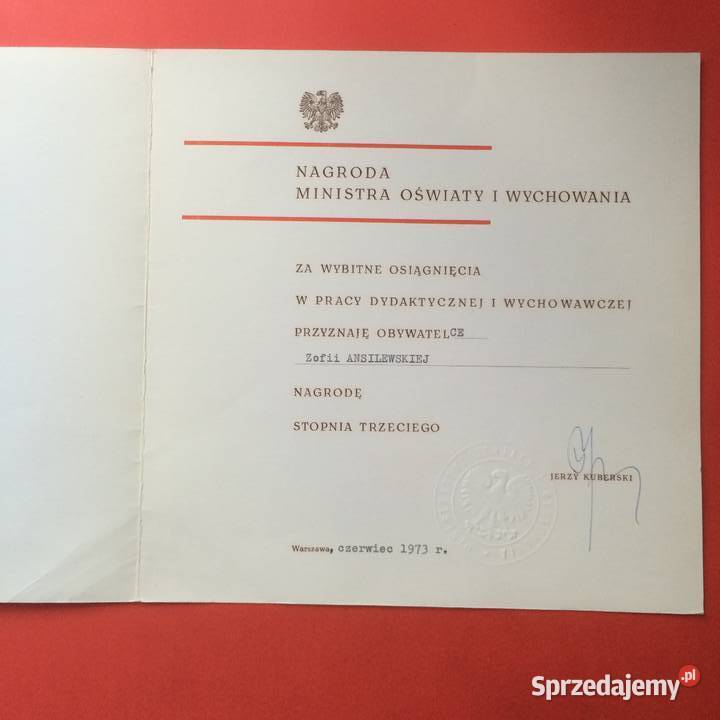 NAGRODA
MINISTRA OŚWIATY I WYCHOWANIA
ZA WYBITNE OSIĄGNIĘCIA
W PRACY DYDAKTYCZNEJ I WYCHOWAWCZEJ
PRZYZNAJĘ OBYWATELCE
Zofii ANSILEWSKIEJ
NAGRODĘ
STOPNIA TRZECIEGO
JERZY KUBERSKI
Warszawa, czerwiec 1973 r.
Sprzedajemy.pl